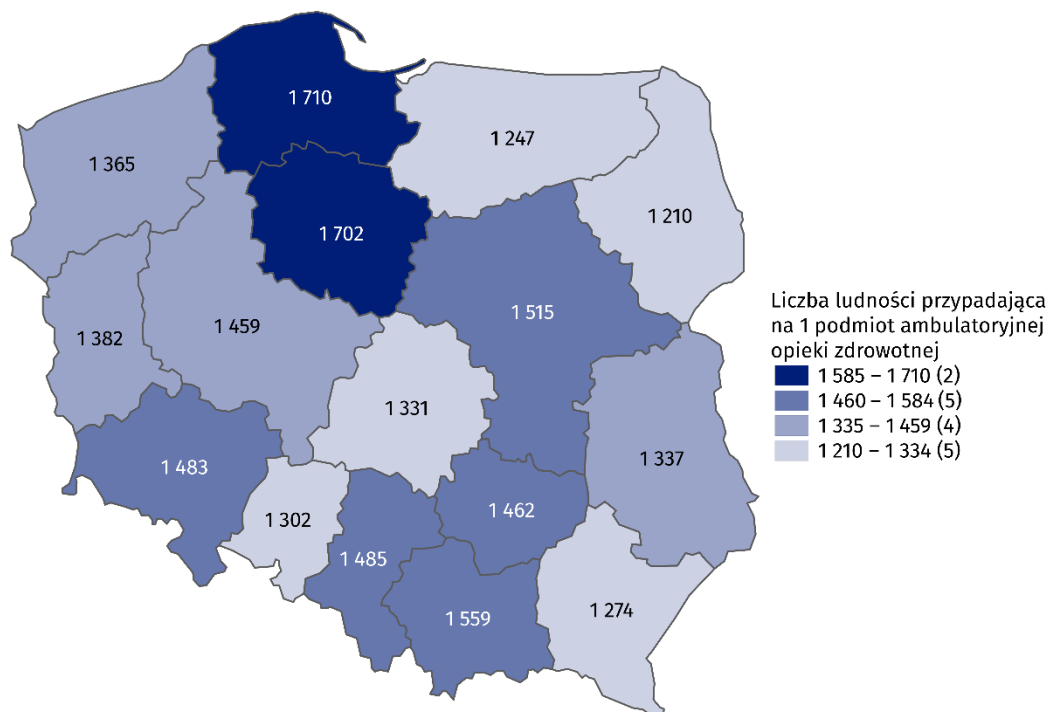 1 710
1 247
1 365
1 210
1 702
1 515
1 459
1 382
1 331
1 337
1 483
1 462
1 302
1 485
1 274
1 559
Liczba ludności przypadająca
na 1 podmiot ambulatoryjnej
opieki zdrowotnej
1 585 – 1 710 (2)
1 460 – 1 584 (5)
1 335 – 1 459 (4)
1 210 – 1 334 (5)